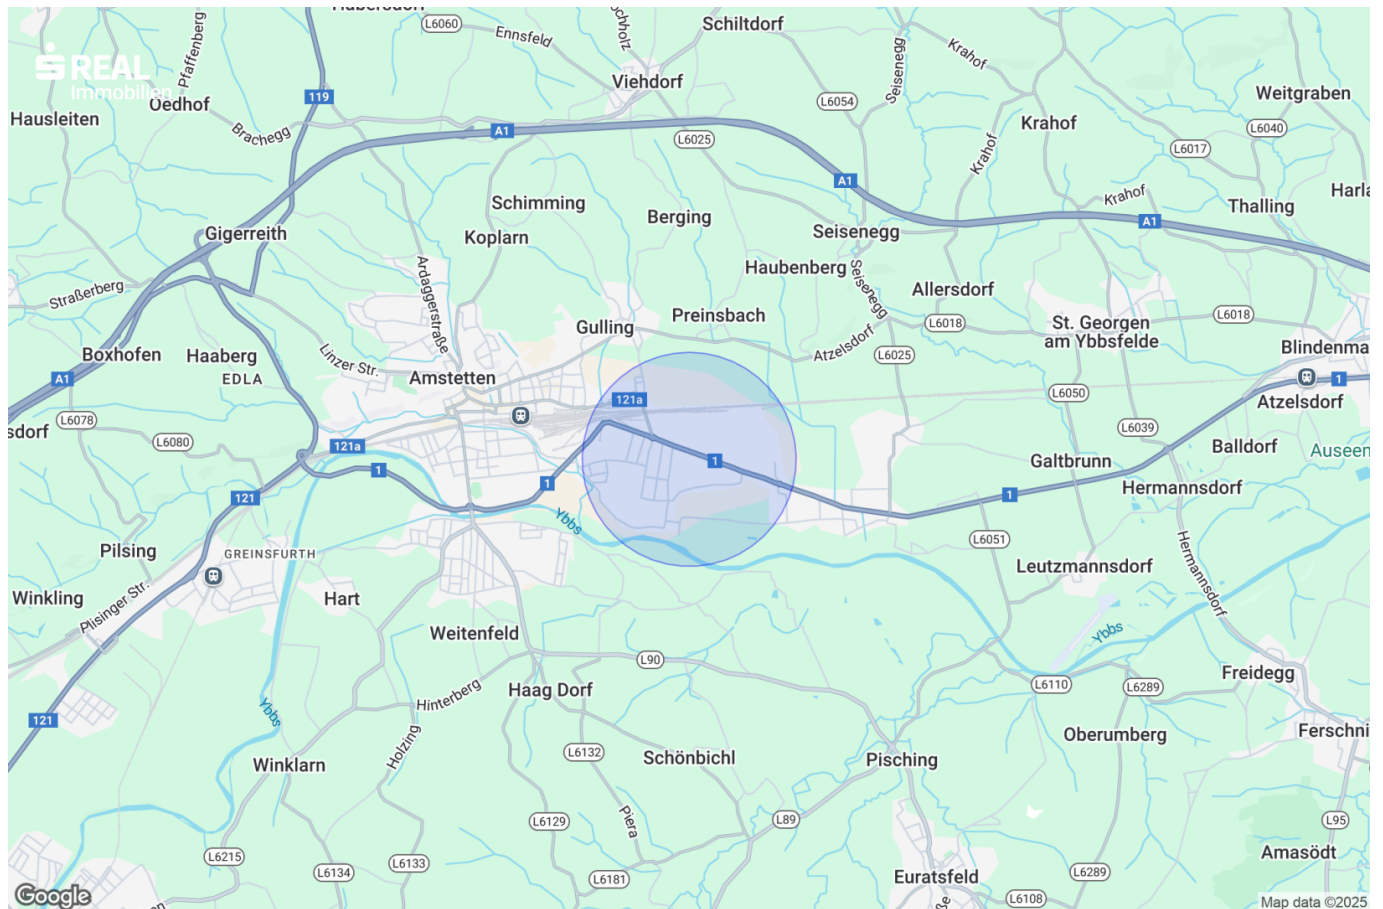 Habersdorf
L6060
Ennsfeld
Schiltdorf
Pfaffenberg
REAL
Immobilien
Oedhof
Hausleiten
119
Brachegg
A1
Viehdorf
L6025
L6054
Seisenegg
Krahof
Krahof
Krahof
Weitgraben
L6040
L6017
Krahof
Thalling
Harla
A1
A1
Schimming
Koplarn
Berging
Seisenegg
Haubenberg
Seisenegg
Allersdorf
Gigerreith
Ardaggerstraße
Straßerberg
Gulling
Preinsbach
Atzelsdorf
L6018
L6025
St. Georgen
am Ybbsfelde
L6018
Blindenma
Boxhofen
Haaberg
EDLA
Linzer Str.
Amstetten
A1
L6078
sdorf
L6080
121a
1
121a
1
1
L6050
L6039
1
Atzelsdorf
Balldorf
Auseen
Galtbrunn
Hermannsdorf
1
121
Ybbs
L6051
Leutzmannsdorf
Hermannsdorf
Pilsing
GREINSFURTH
Winkling
Pilsinger Str.
Hart
Weitenfeld
Ybbs
L90
L6110
L6289
Freidegg
Haag Dorf
Hinterberg
Ybbs
121
Holzing
L6132
Schönbichl
Pisching
Oberumberg
Ferschni
Winklarn
L6129
Piera
L89
L95
L6215
L6134
L6133
L6181
Euratsfeld
L6289
L6108
Amasödt
Google
Map data ©2025